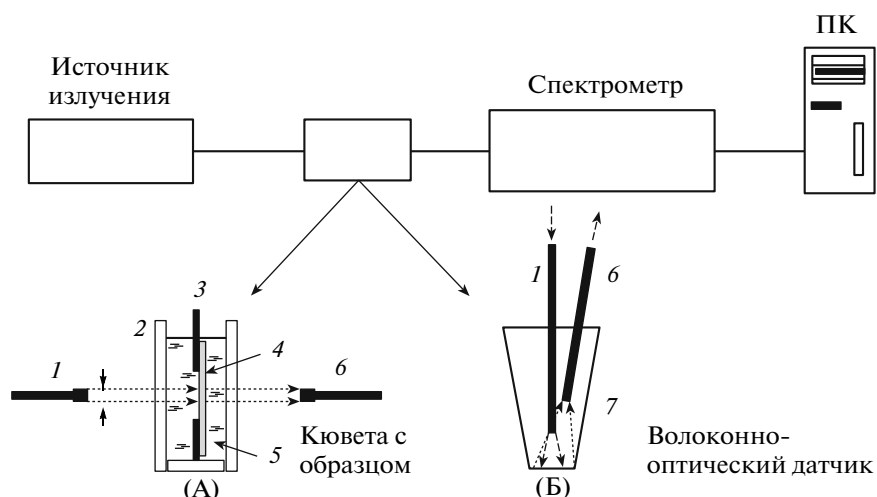 ПК
Источник
излучения
Спектрометр
1
6
3
2
4
1
6
7
5
Кювета с
образцом
Волоконно-
оптический датчик
(А)
(Б)